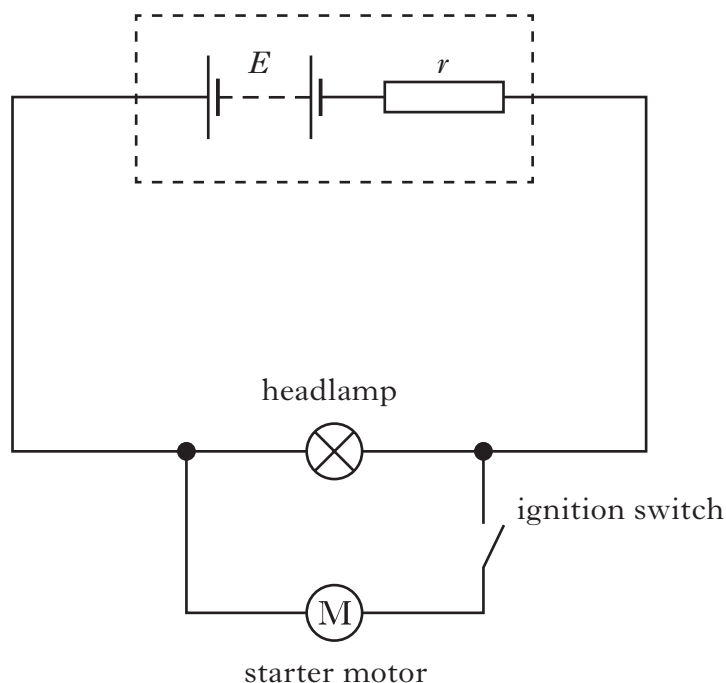 E
r
headlamp
ignition switch
M
starter motor